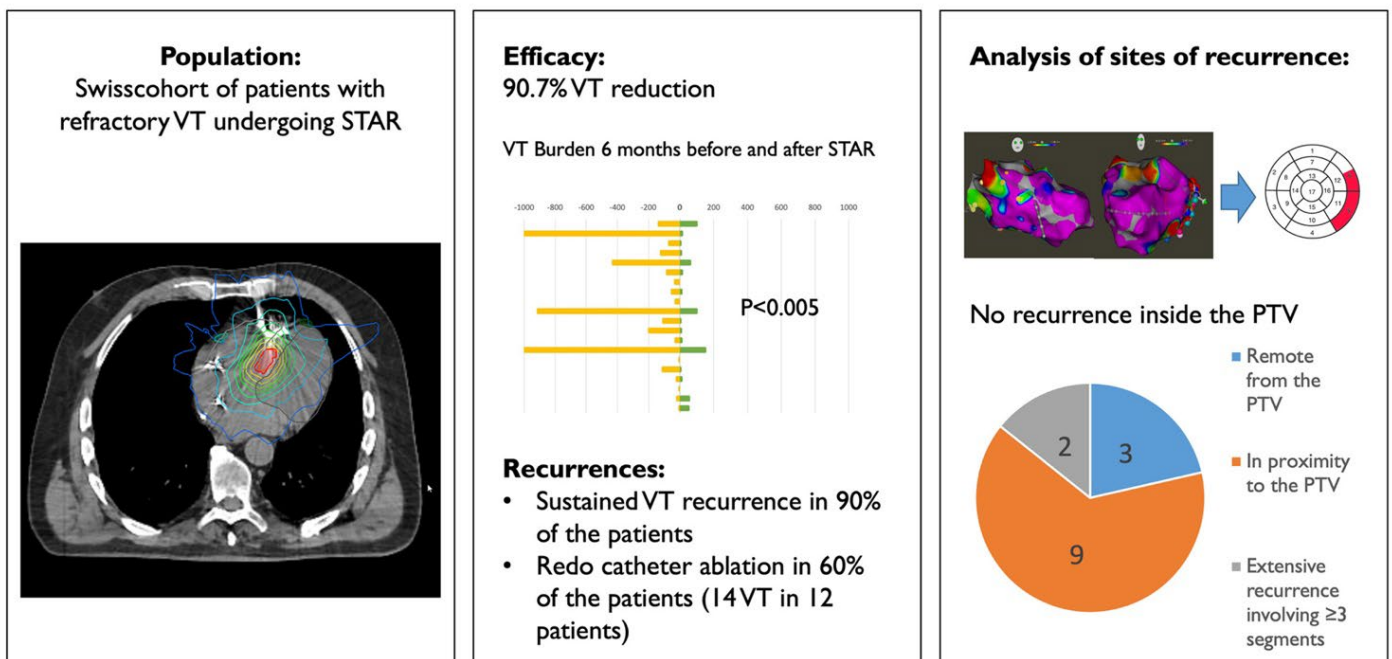 Population:
Swisscohort of patients with
refractory VT undergoing STAR
Efficacy:
90.7% VT reduction
VT Burden 6 months before and after STAR
-1000 -800 -600 -400 -200 0 200 400 600 800 1000
P<0.005
Recurrences:
• Sustained VT recurrence in 90%
of the patients
• Redo catheter ablation in 60%
of the patients (14 VT in 12
patients)
Analysis of sites of recurrence:
1
7
2 8 13 12
14 17 16
3 9 15 11
10
4
No recurrence inside the PTV
Remote
from the
PTV
In proximity
to the PTV
Extensive
recurrence
involving ≥3
segments
2
3
9